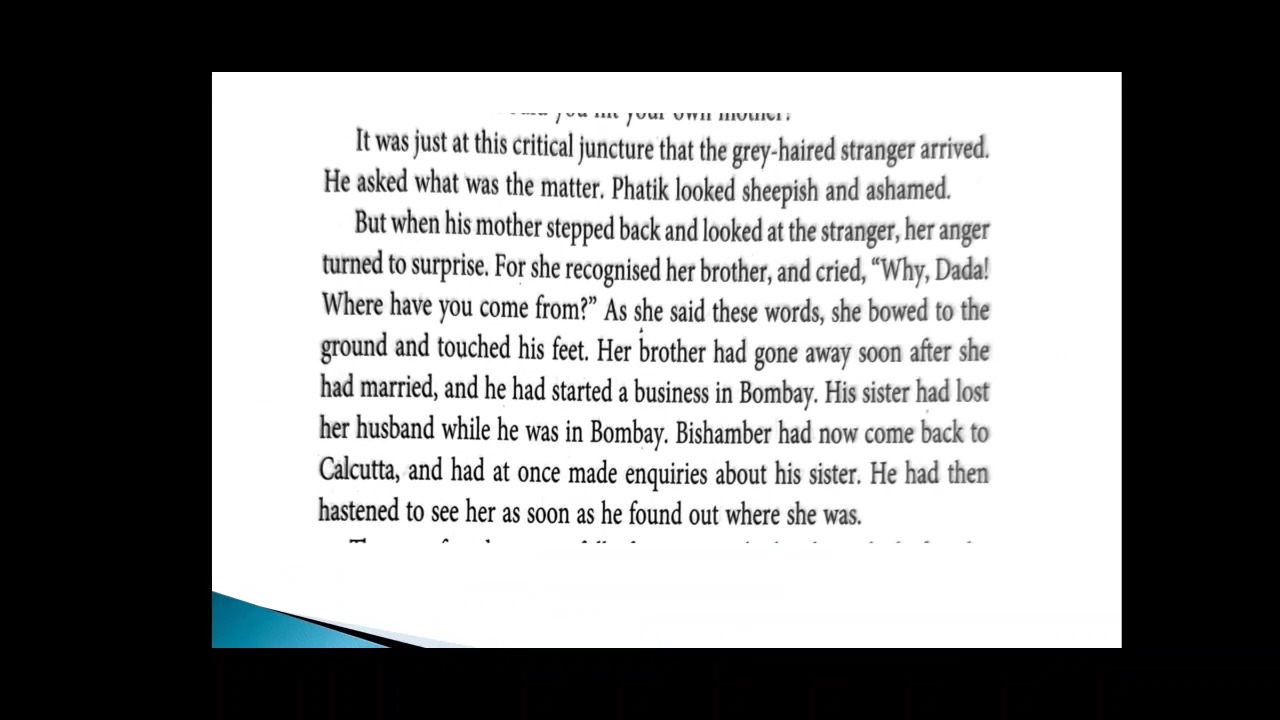 you hit your own mother?
It was just at this critical juncture that the grey-haired stranger arrived.
He asked what was the matter. Phatik looked sheepish and ashamed.
But when his mother stepped back and looked at the stranger, her anger
turned to surprise. For she recognised her brother, and cried, “Why, Dada!
Where have you come from?” As she said these words, she bowed to the
ground and touched his feet. Her brother had gone away soon after she
had married, and he had started a business in Bombay. His sister had lost
her husband while he was in Bombay. Bishamber had now come back to
Calcutta, and had at once made enquiries about his sister. He had then
hastened to see her as soon as he found out where she was.